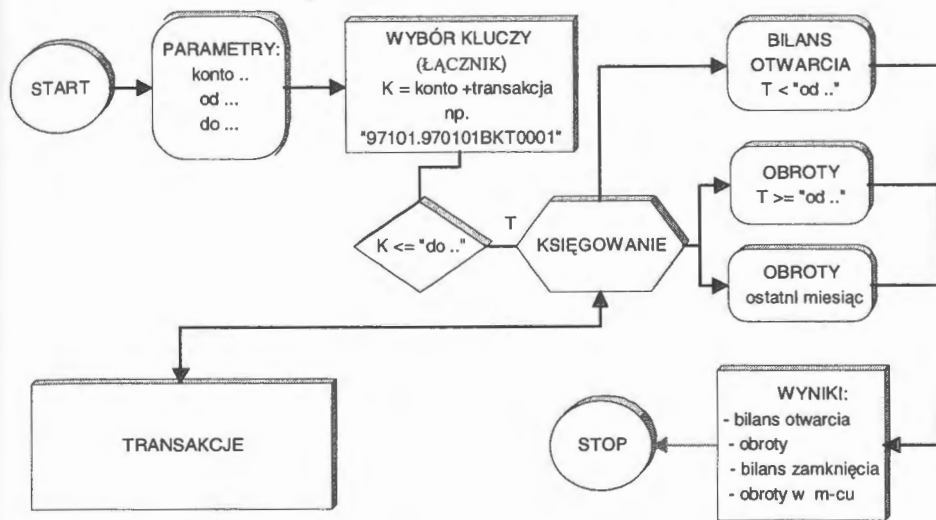 START
PARAMETRY:
konto ..
od ...
do ...
WYBÓR KLUCZY
(ŁĄCZNIK)
K = konto +transakcja
np.
"97101.970101BKT0001"
BILANS
OTWARCIA
T < "od .."
OBROTY
T >= "od .."
K <= "do .."
T
KSIĘGOWANIE
OBROTY
ostatni miesiąc
TRANSAKCJE
STOP
WYNIKI:
- bilans otwarcia
- obroty
- bilans zamknięcia
- obroty w m-cu